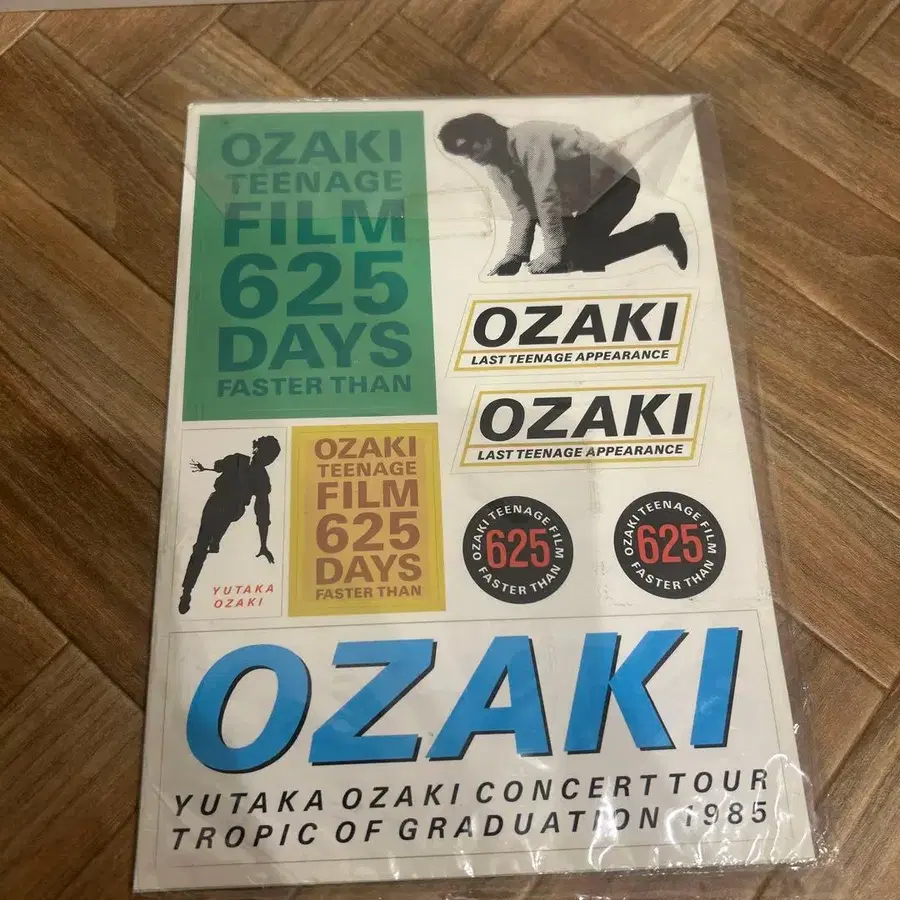 OZAKI
TEENAGE
FILM
625
DAYS
FASTER THAN
OZAKI
LAST TEENAGE APPEARANCE
OZAKI
LAST TEENAGE APPEARANCE
YUTAKA
OZAKI
OZAKI
TEENAGE
FILM
625
DAYS
FASTER THAN
OZAKI TEENAGE FILM
625
FASTER THAN
OZAKI TEENAGE FILM
625
FASTER THAN
OZAKI
YUTAKA OZAKI CONCERT TOUR
TROPIC OF GRADUATION 1985